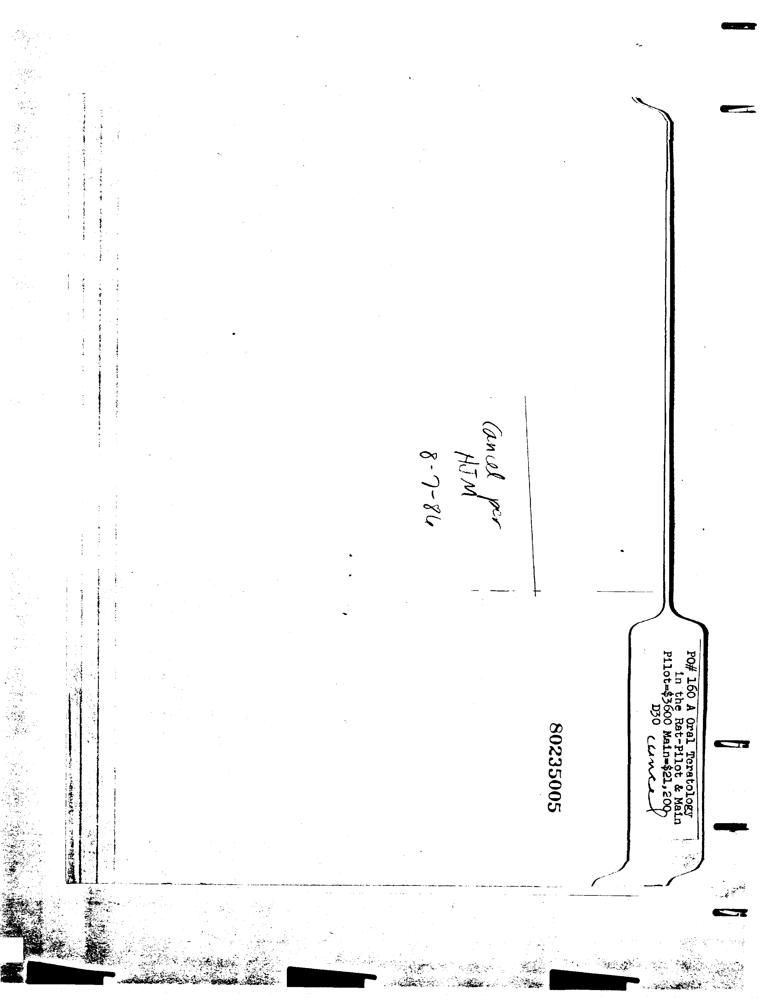 PO# 160 A Oral Teratology
in the Rat-Pilot & Main
Pilot=$3600 Main=$21,200
D30 cancel
Cancel per
HJM
8-7-86
80235005